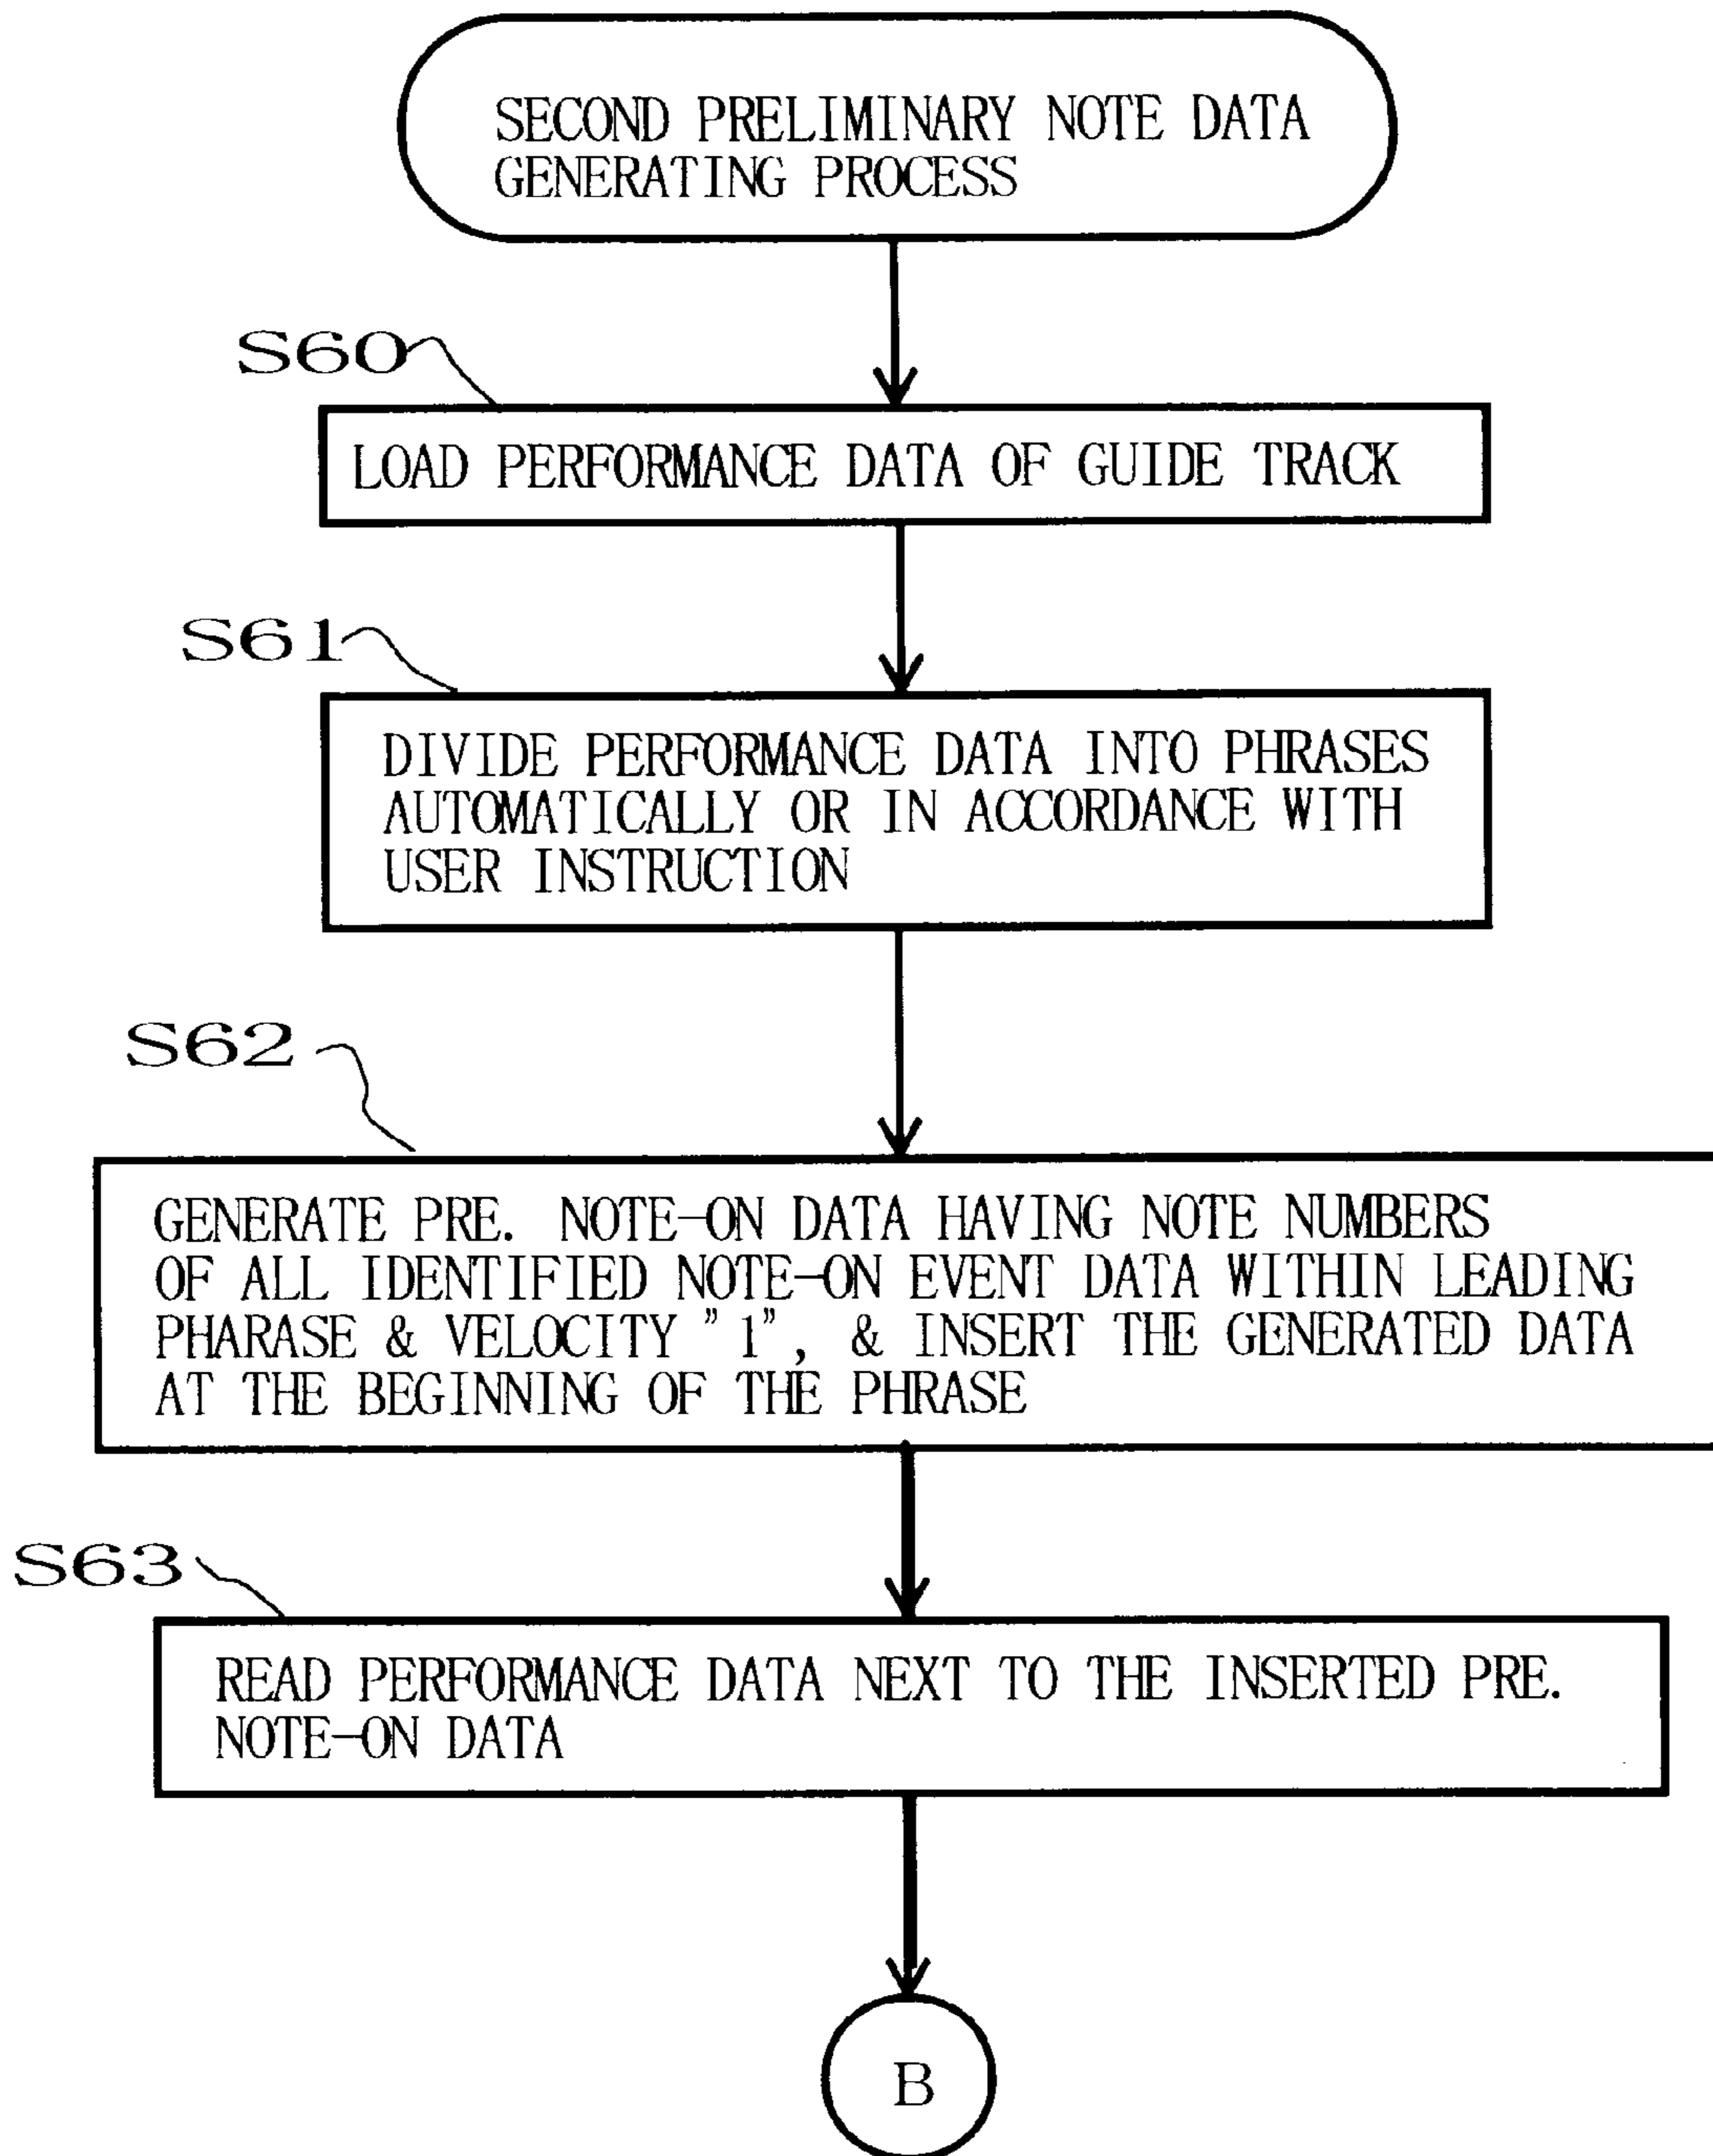 SECOND PRELIMINARY NOTE DATA
GENERATING PROCESS
S60
LOAD PERFORMANCE DATA OF GUIDE TRACK
S61
DIVIDE PERFORMANCE DATA INTO PHRASES
AUTOMATICALLY OR IN ACCORDANCE WITH
USER INSTRUCTION
S62
GENERATE PRE. NOTE-ON DATA HAVING NOTE NUMBERS
OF ALL IDENTIFIED NOTE-ON EVENT DATA WITHIN LEADING
PHARASE & VELOCITY "1", & INSERT THE GENERATED DATA
AT THE BEGINNING OF THE PHRASE
S63
READ PERFORMANCE DATA NEXT TO THE INSERTED PRE.
NOTE-ON DATA
B